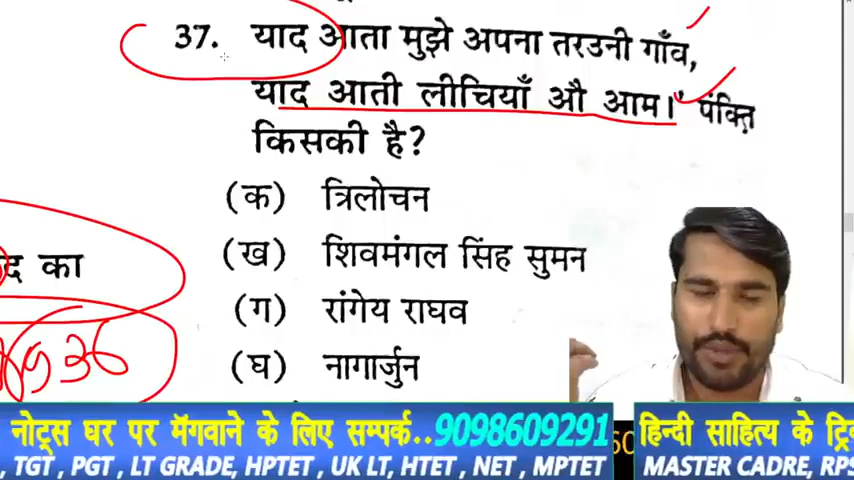 37. याद आता मुझे अपना तरउनी गाँव,
याद आती लीचियाँ औ आम।' पंक्ति
किसकी है?
(क) त्रिलोचन
(ख) शिवमंगल सिंह सुमन
द का
(ग) रांगेय राघव
1936
(घ) नागार्जुन
नोट्स घर पर मॅगवाने के लिए सम्पर्क..9098609291
हिन्दी साहित्य के ट्रि
, TGT , PGT , LT GRADE, HPTET , UK LT, HTET , NET , MPTET
MASTER CADRE, RPS